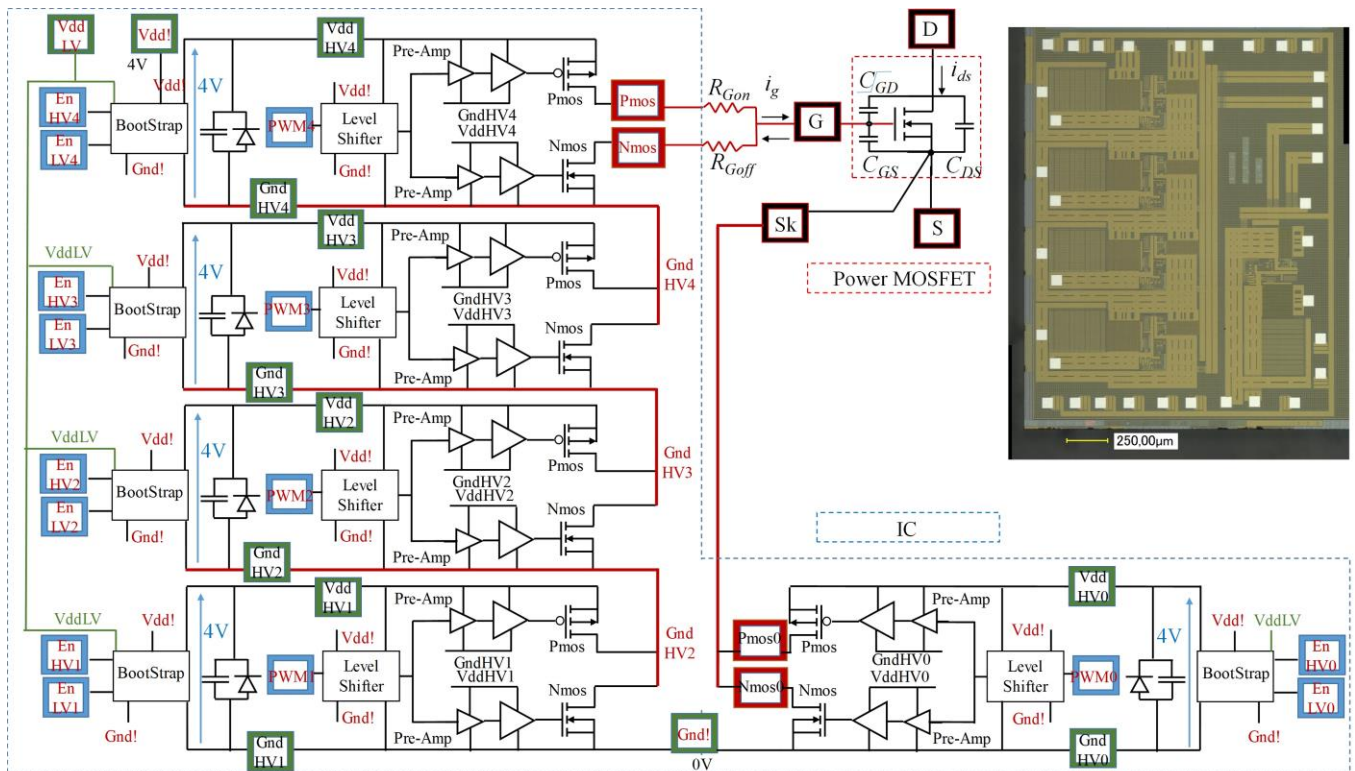 Vdd
LV
Vdd!
4V
Vdd
HV4
Pre-Amp
Vdd!
4V
En
HV4
En
LV4
BootStrap
Gnd!
PWM4
Vdd!
Level
Shifter
Gnd!
GndHV4
VddHV4
Pre-Amp
Pmos
Nmos
Pmos
Nmos
Gnd
HV4
R_Gon
R_Goff
i_g
G
D
i_ds
C_GD
C_GS
C_DS
Sk
S
Power MOSFET
250,00µm
VddLV
Vdd!
En
HV3
En
LV3
BootStrap
Gnd!
4V
Vdd
HV3
PWM3
Vdd!
Level
Shifter
Gnd!
Pre-Amp
GndHV3
VddHV3
Pre-Amp
Pmos
Nmos
Gnd
HV4
Gnd
HV3
VddLV
Vdd!
En
HV2
En
LV2
BootStrap
Gnd!
4V
Vdd
HV2
PWM2
Vdd!
Level
Shifter
Gnd!
Pre-Amp
GndHV2
VddHV2
Pre-Amp
Pmos
Nmos
Gnd
HV3
Gnd
HV2
IC
VddLV
Vdd!
En
HV1
En
LV1
BootStrap
Gnd!
4V
Vdd
HV1
PWM1
Vdd!
Level
Shifter
Gnd!
Pre-Amp
GndHV1
VddHV1
Pre-Amp
Pmos
Nmos
Gnd
HV2
Gnd
HV1
Gnd!
0V
Pmos0
Nmos0
Pmos
Nmos
Pre-Amp
GndHV0
VddHV0
Pre-Amp
Vdd!
Level
Shifter
Gnd!
PWM0
Vdd
HV0
4V
Gnd
HV0
Vdd!
VddLV
BootStrap
En
HV0
En
LV0
Gnd!